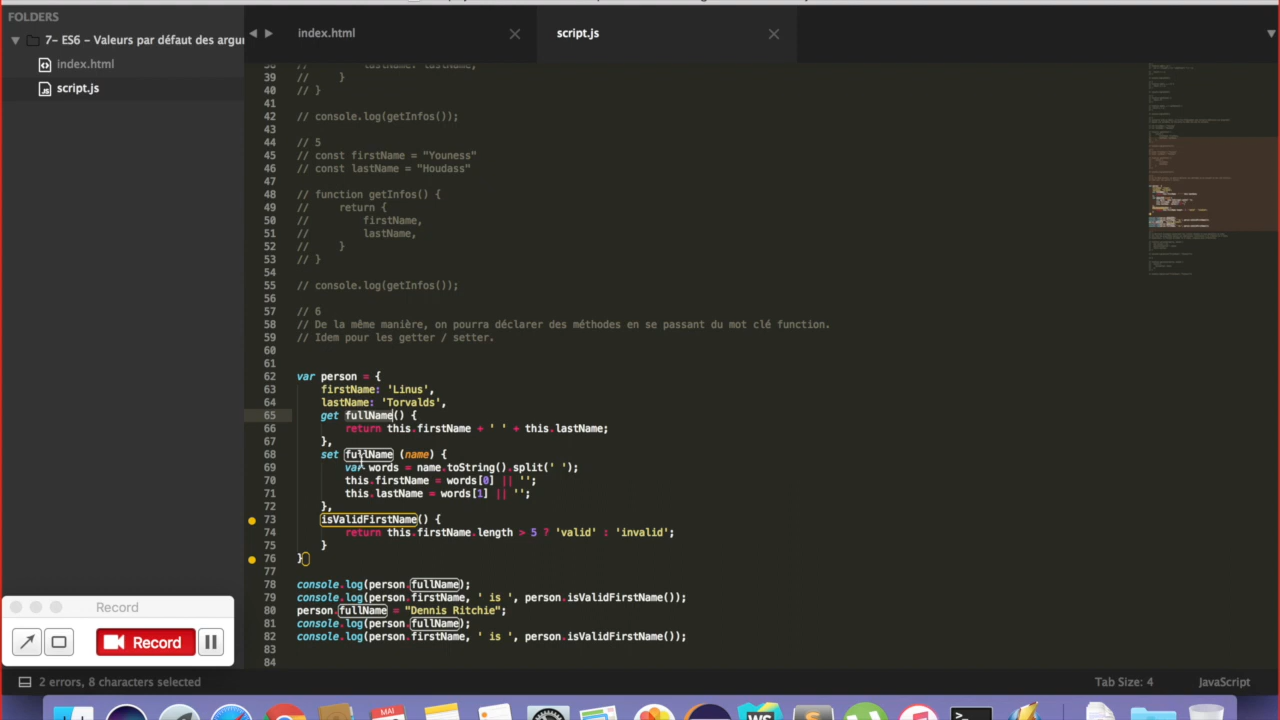 FOLDERS
7- ES6 - Valeurs par défaut des argu
index.html
script.js
index.html
script.js
39 //     }
40 // }
41
42 // console.log(getInfos());
43
44 // 5
45 // const firstName = "Youness"
46 // const lastName = "Houdass"
47
48 // function getInfos() {
49 //     return {
50 //         firstName,
51 //         lastName,
52 //     }
53 // }
54
55 // console.log(getInfos());
56
57 // 6
58 // De la même manière, on pourra déclarer des méthodes en se passant du mot clé function.
59 // Idem pour les getter / setter.
60
61
62 var person = {
63     firstName: 'Linus',
64     lastName: 'Torvalds',
65     get fullName() {
66         return this.firstName + ' ' + this.lastName;
67     },
68     set fullName (name) {
69         var words = name.toString().split(' ');
70         this.firstName = words[0] || '';
71         this.lastName = words[1] || '';
72     },
73     isValidFirstName() {
74         return this.firstName.length > 5 ? 'valid' : 'invalid';
75     }
76 }
77
78 console.log(person.fullName);
79 console.log(person.firstName, ' is ', person.isValidFirstName());
80 person.fullName = "Dennis Ritchie";
81 console.log(person.fullName);
82 console.log(person.firstName, ' is ', person.isValidFirstName());
83
84
Record
Record
2 errors, 8 characters selected
Tab Size: 4
JavaScript
MAI
WS